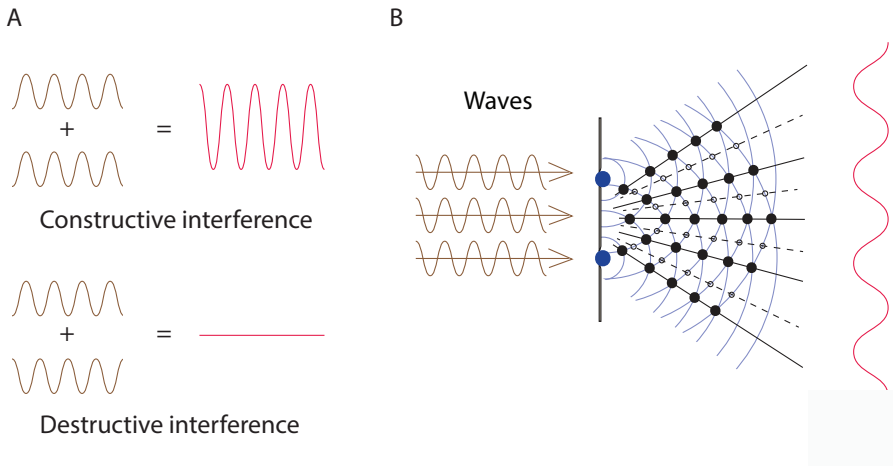 A
+
=
Constructive interference
+
=
Destructive interference
B
Waves